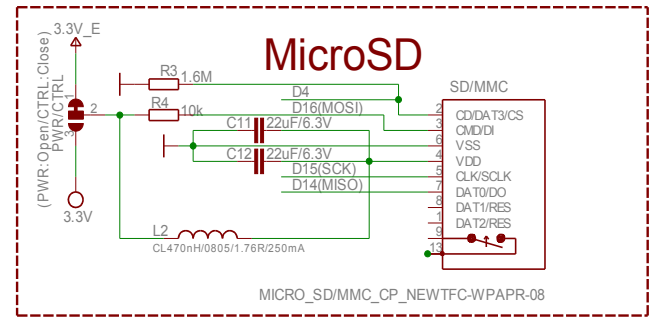 3.3V_E
MicroSD
(PWR:Open/CTRL:Close)
PWR/CTRL
1
2
3
3.3V
R3
1.6M
D4
R4
10k
D16(MOSI)
C11
22uF/6.3V
C12
22uF/6.3V
D15(SCK)
D14(MISO)
L2
CL470nH/0805/1.76R/250mA
SD/MMC
2 CD/DAT3/CS
3 CMD/DI
6 VSS
4 VDD
5 CLK/SCLK
7 DAT0/DO
8 DAT1/RES
1 DAT2/RES
9
13
MICRO_SD/MMC_CP_NEWTFC-WPAPR-08